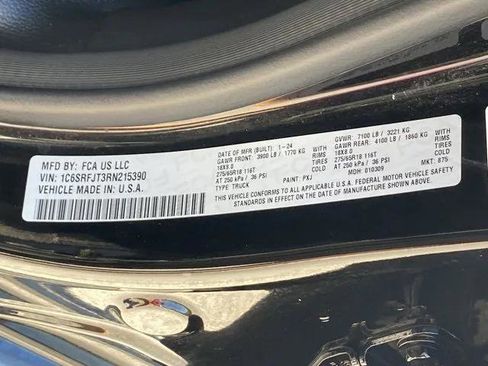 MFD BY: FCA US LLC
VIN: 1C6SRFJT3RN215390
VEHICLE MADE IN U.S.A.
DATE OF MFR (BUILT) 1-24
GVWR: 7100 LB / 3221 KG
GAWR FRONT: 3900 LB / 1770 KG WITH
GAWR REAR: 4100 LB / 1860 KG WITH
18X8.0 RIMS
18X8.0 RIMS
275/65R18 116T TIRES
275/65R18 116T TIRES
AT 250 kPa / 36 PSI COLD
AT 250 kPa / 36 PSI COLD
TYPE: TRUCK PAINT: PXJ MDH: 010309 MKT: 875
THIS VEHICLE CONFORMS TO ALL APPLICABLE U.S.A. FEDERAL MOTOR VEHICLE SAFETY
STANDARDS IN EFFECT ON THE DATE OF MANUFACTURE SHOWN ABOVE.